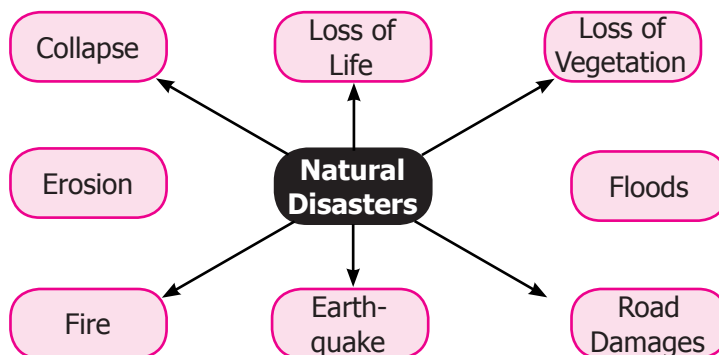 Collapse
Loss of
Life
Loss of
Vegetation
Erosion
Natural
Disasters
Floods
Fire
Earth-
quake
Road
Damages